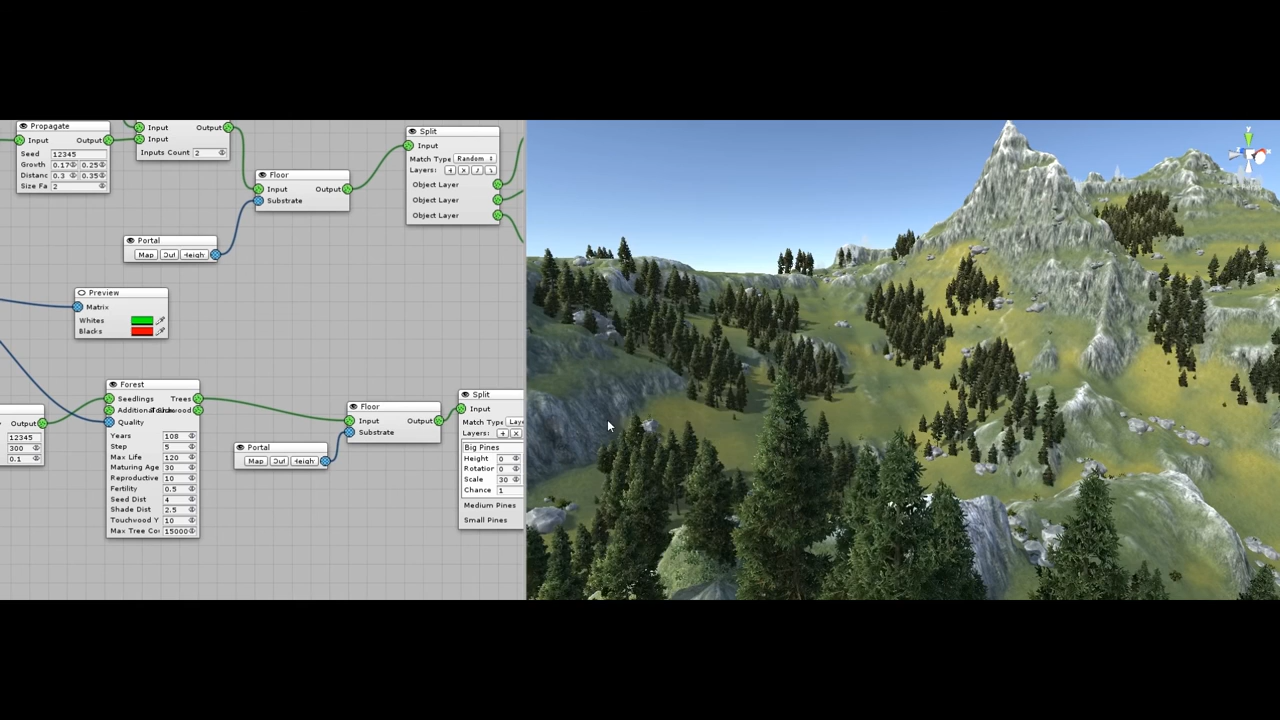 Propagate
Input Output
Seed 12345
Growth 0.17 0.25
Distanc 0.3 0.35
Size Fa 2
Input Output
Input
Inputs Count 2
Floor
Input Output
Substrate
Split
Input
Match Type Random
Layers:
Object Layer
Object Layer
Object Layer
Portal
Map Out Heigh
Preview
Matrix
Whites
Blacks
Output
12345
300
0.1
Forest
Seedlings Trees
Additional
Quality
Years 108
Step 5
Max Life 120
Maturing Age 30
Reproductive 10
Fertility 0.5
Seed Dist 4
Shade Dist 2.5
Touchwood Y 10
Max Tree Co 15000
Portal
Map Out Heigh
Floor
Input Output
Substrate
Split
Input
Match Type Laye
Layers:
Big Pines
Height 0
Rotation 0
Scale 30
Chance 1
Medium Pines
Small Pines
y